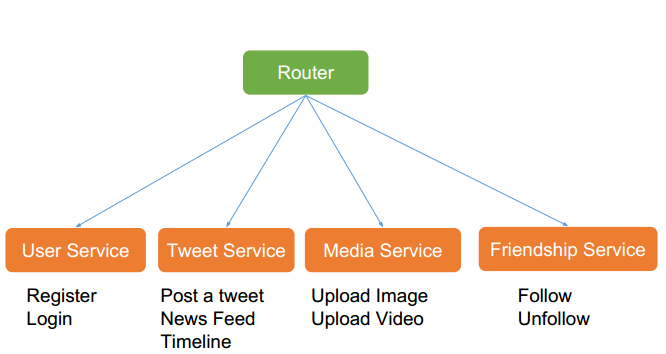 Router
User Service
Tweet Service
Media Service
Friendship Service
Register
Login
Post a tweet
News Feed
Timeline
Upload Image
Upload Video
Follow
Unfollow